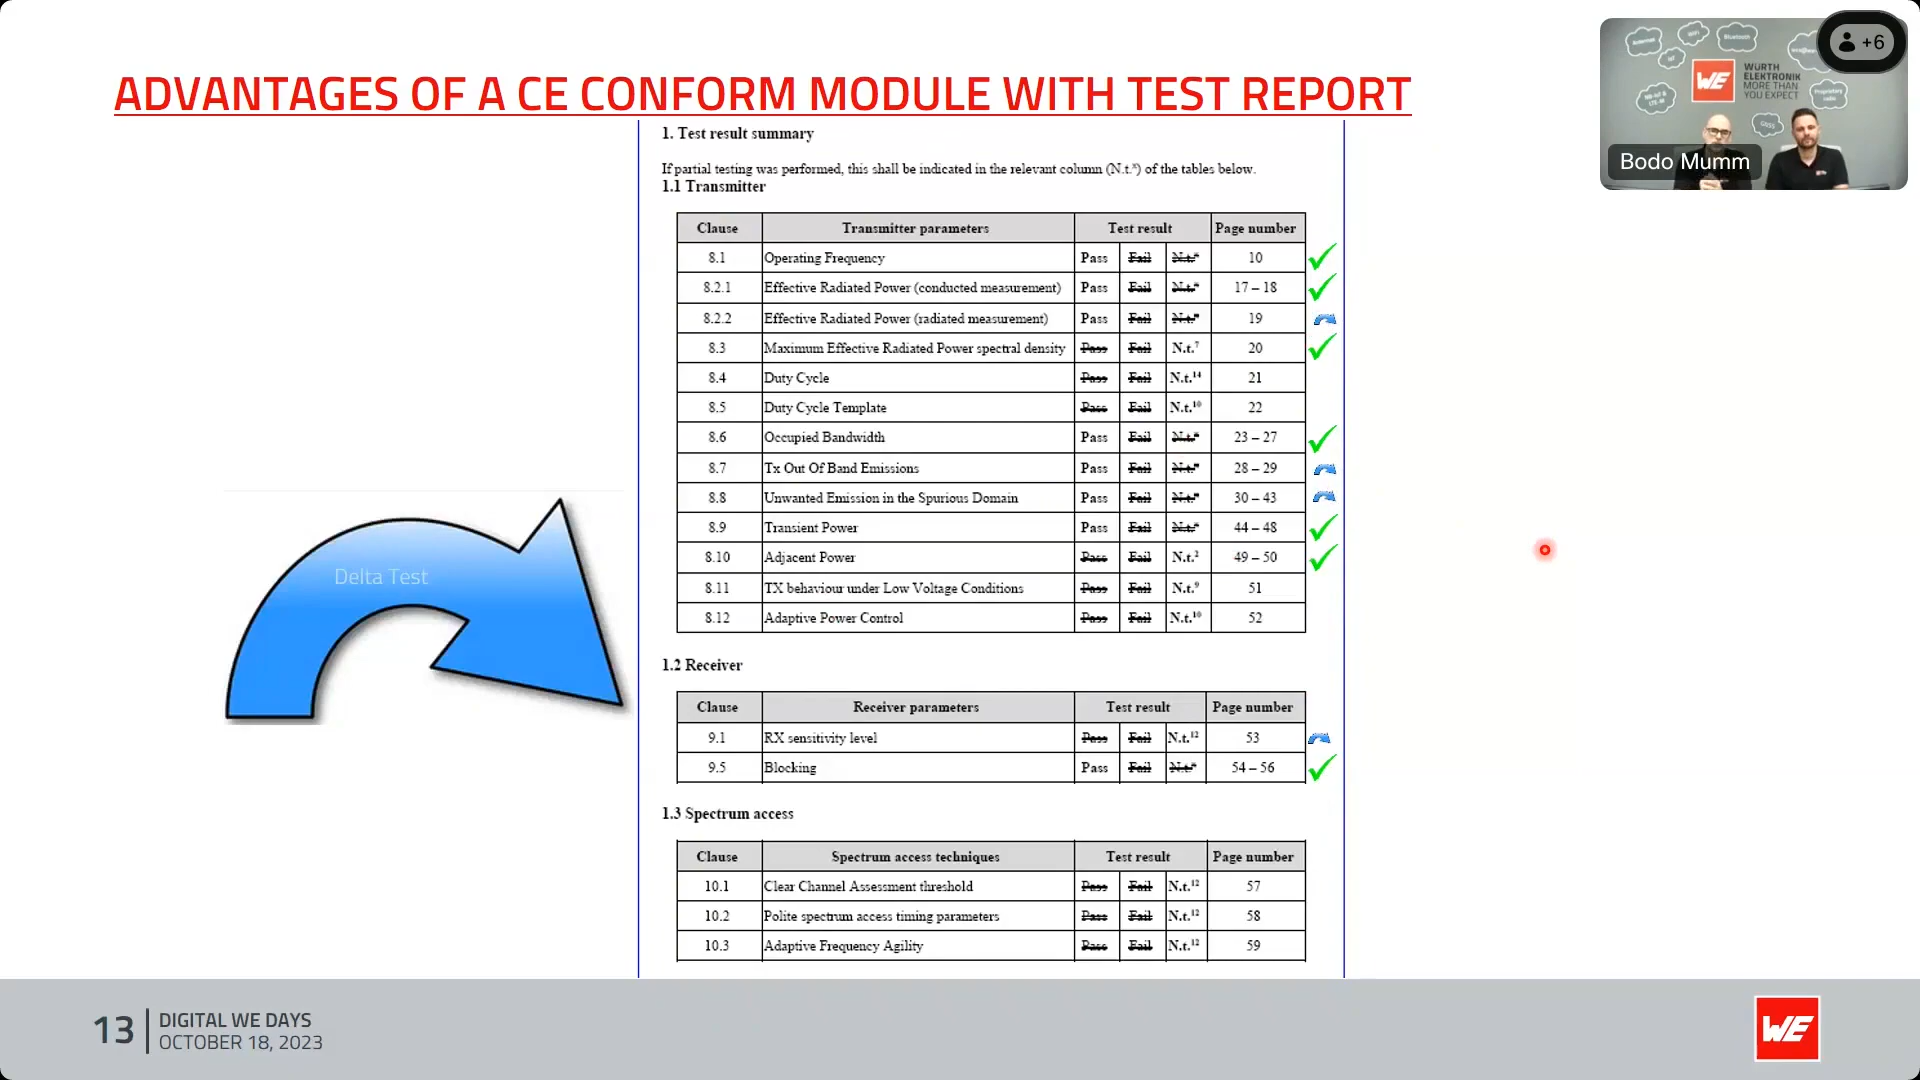 ADVANTAGES OF A CE CONFORM MODULE WITH TEST REPORT
+6
WE WÜRTH
ELEKTRONIK
MORE THAN
YOU EXPECT
Bluetooth
IoT
Proprietary
radio
GNSS
Bodo Mumm
1. Test result summary
If partial testing was performed, this shall be indicated in the relevant column (N.t.ˣ) of the tables below.
1.1 Transmitter
Clause Transmitter parameters Test result Page number
8.1 Operating Frequency Pass Fail N.t.* 10
8.2.1 Effective Radiated Power (conducted measurement) Pass Fail N.t.* 17 – 18
8.2.2 Effective Radiated Power (radiated measurement) Pass Fail N.t.* 19
8.3 Maximum Effective Radiated Power spectral density Pass Fail N.t.⁷ 20
8.4 Duty Cycle Pass Fail N.t.¹⁴ 21
8.5 Duty Cycle Template Pass Fail N.t.¹⁰ 22
8.6 Occupied Bandwidth Pass Fail N.t.* 23 – 27
8.7 Tx Out Of Band Emissions Pass Fail N.t.* 28 – 29
8.8 Unwanted Emission in the Spurious Domain Pass Fail N.t.* 30 – 43
8.9 Transient Power Pass Fail N.t.* 44 – 48
8.10 Adjacent Power Pass Fail N.t.² 49 – 50
8.11 TX behaviour under Low Voltage Conditions Pass Fail N.t.⁹ 51
8.12 Adaptive Power Control Pass Fail N.t.¹⁰ 52
Delta Test
1.2 Receiver
Clause Receiver parameters Test result Page number
9.1 RX sensitivity level Pass Fail N.t.¹² 53
9.5 Blocking Pass Fail N.t.* 54 – 56
1.3 Spectrum access
Clause Spectrum access techniques Test result Page number
10.1 Clear Channel Assessment threshold Pass Fail N.t.¹² 57
10.2 Polite spectrum access timing parameters Pass Fail N.t.¹² 58
10.3 Adaptive Frequency Agility Pass Fail N.t.¹² 59
13 DIGITAL WE DAYS
OCTOBER 18, 2023
WE